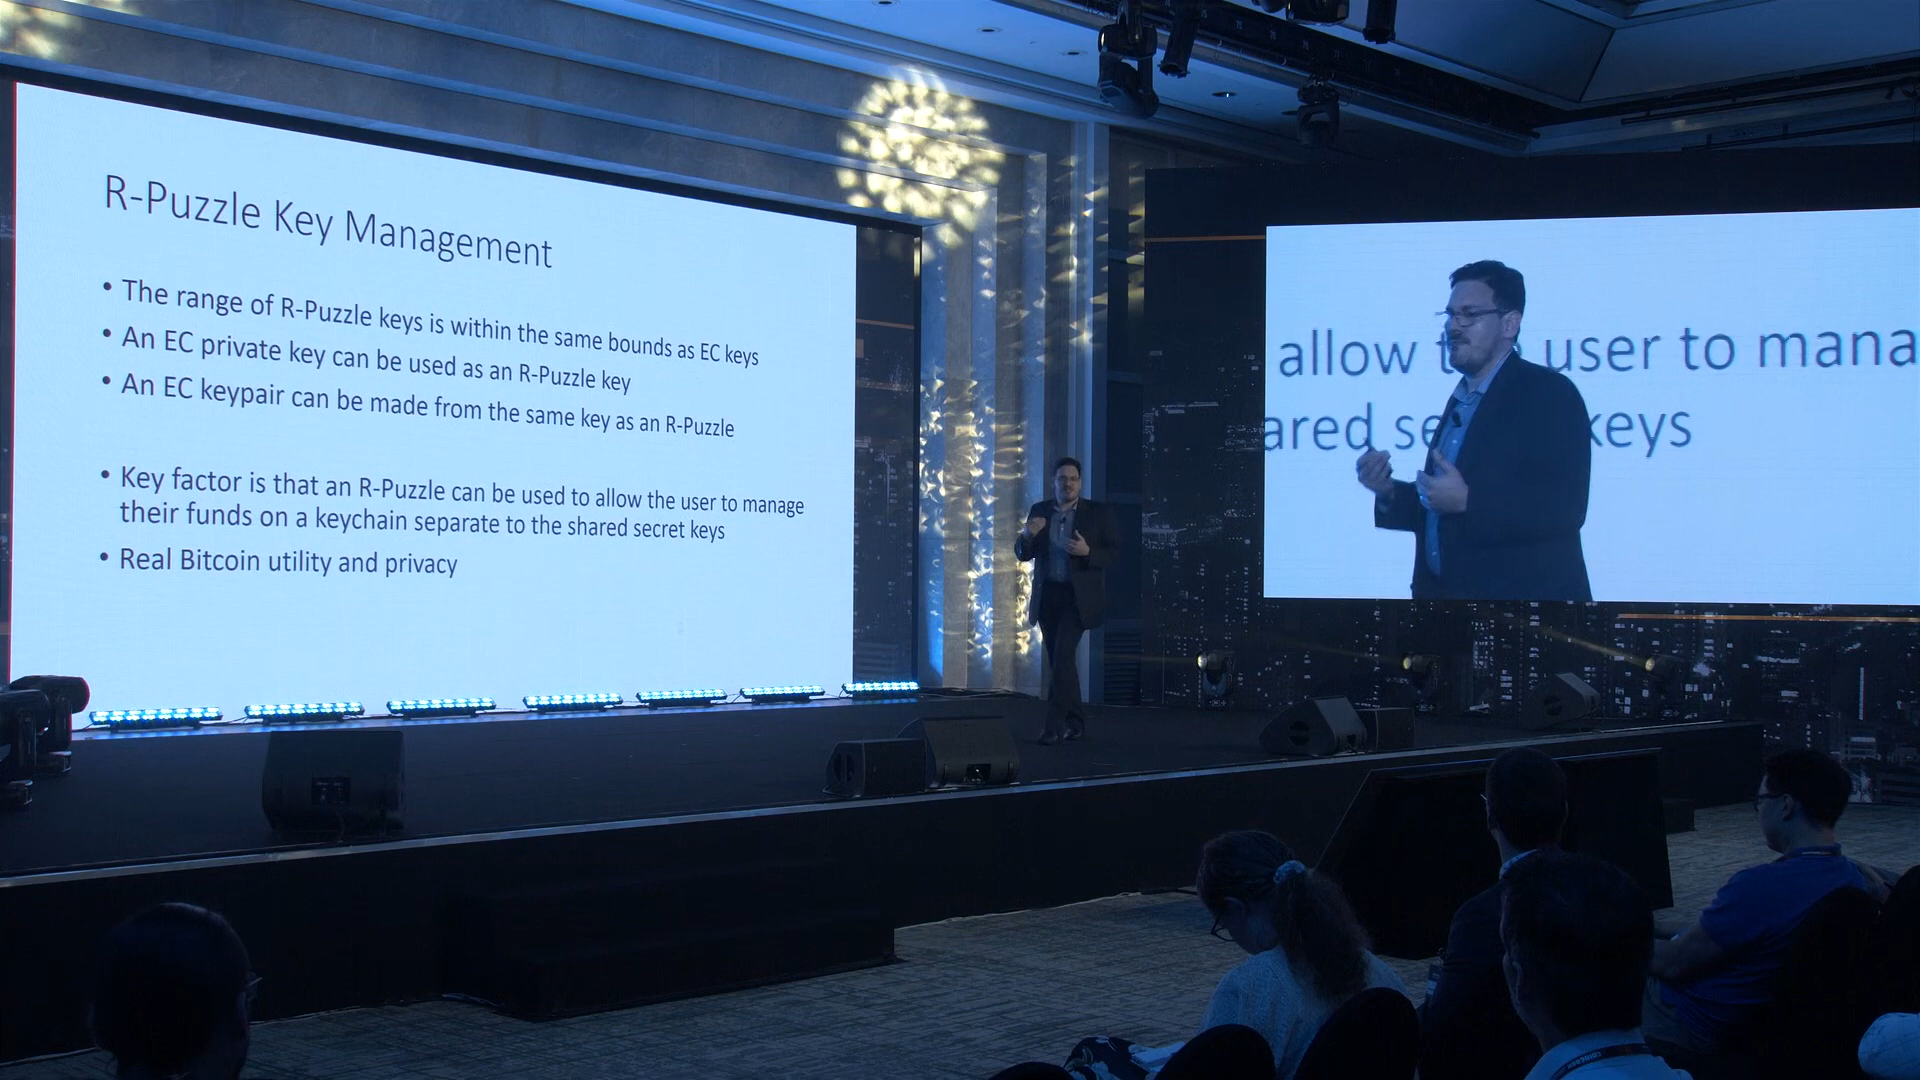 R-Puzzle Key Management
• The range of R-Puzzle keys is within the same bounds as EC keys
• An EC private key can be used as an R-Puzzle key
• An EC keypair can be made from the same key as an R-Puzzle
• Key factor is that an R-Puzzle can be used to allow the user to manage
their funds on a keychain separate to the shared secret keys
• Real Bitcoin utility and privacy
allow user to mana
ared se keys